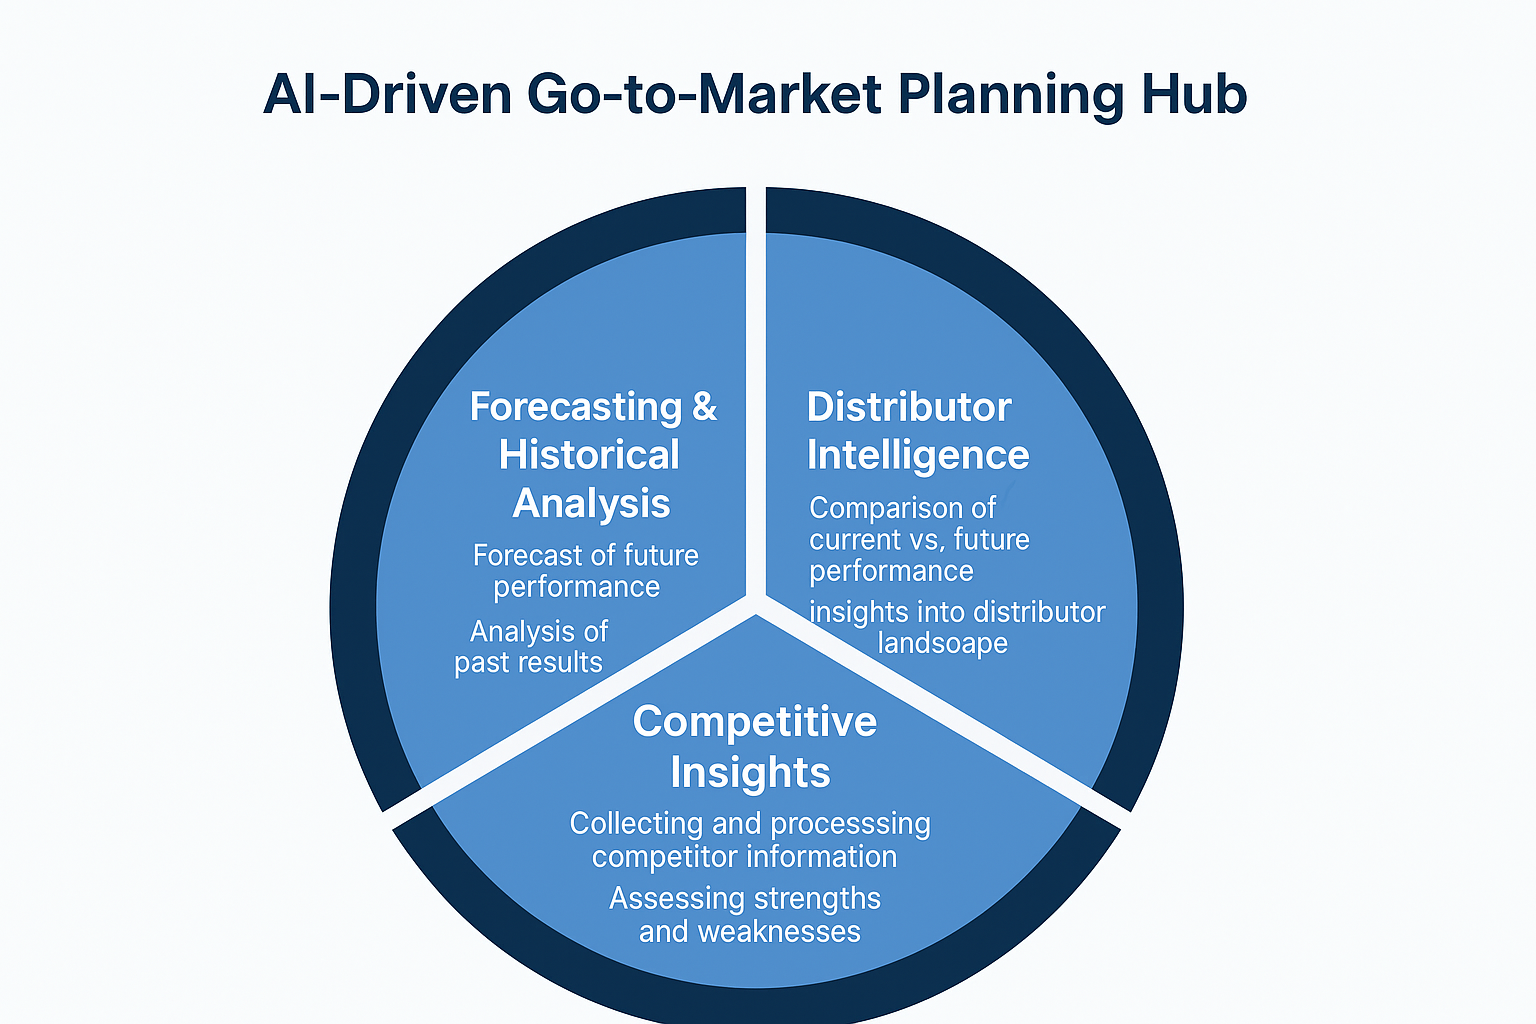 AI-Driven Go-to-Market Planning Hub
Forecasting &
Historical
Analysis
Forecast of future
performance
Analysis of
past results
Distributor
Intelligence
Comparison of
current vs, future
performance
insights into distributor
landsoape
Competitive
Insights
Collecting and processsing
competitor information
Assessing strengths
and weaknesses